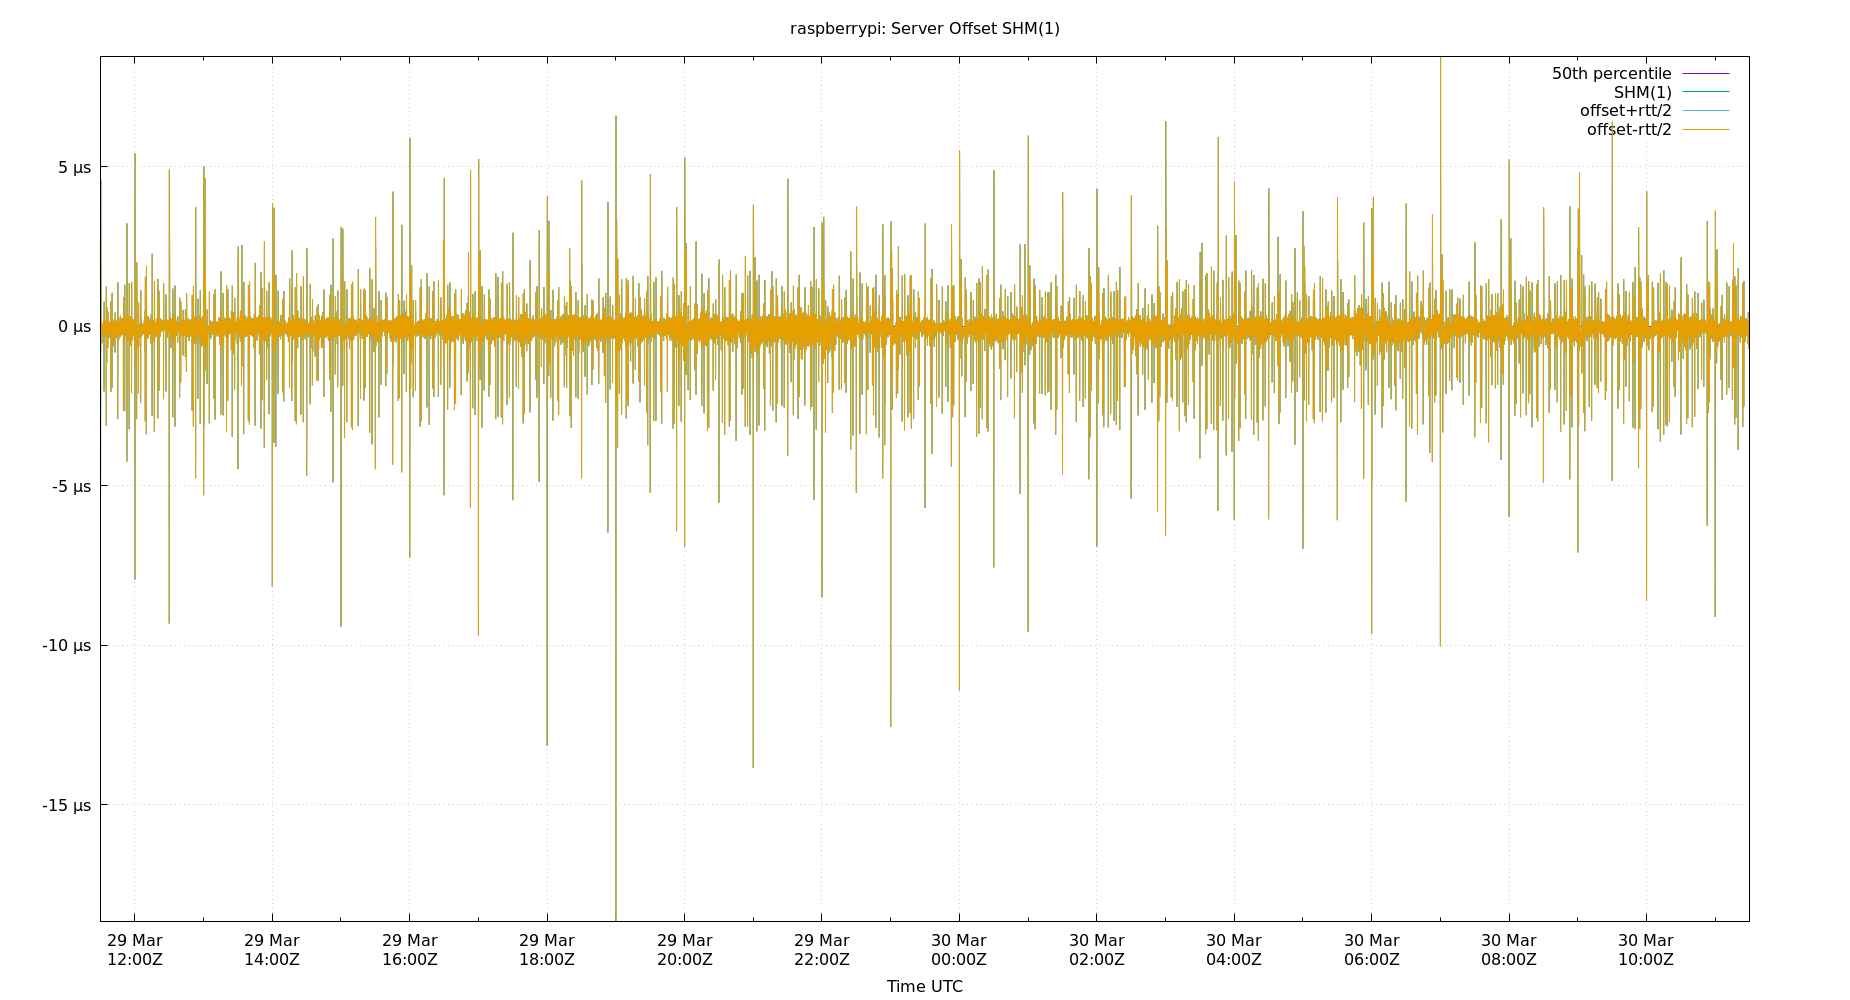 raspberrypi: Server Offset SHM(1)
50th percentile
SHM(1)
offset+rtt/2
offset-rtt/2
5 µs
0 µs
-5 µs
-10 µs
-15 µs
29 Mar 29 Mar 29 Mar 29 Mar 29 Mar 29 Mar 30 Mar 30 Mar 30 Mar 30 Mar 30 Mar 30 Mar
12:00Z 14:00Z 16:00Z 18:00Z 20:00Z 22:00Z 00:00Z 02:00Z 04:00Z 06:00Z 08:00Z 10:00Z
Time UTC